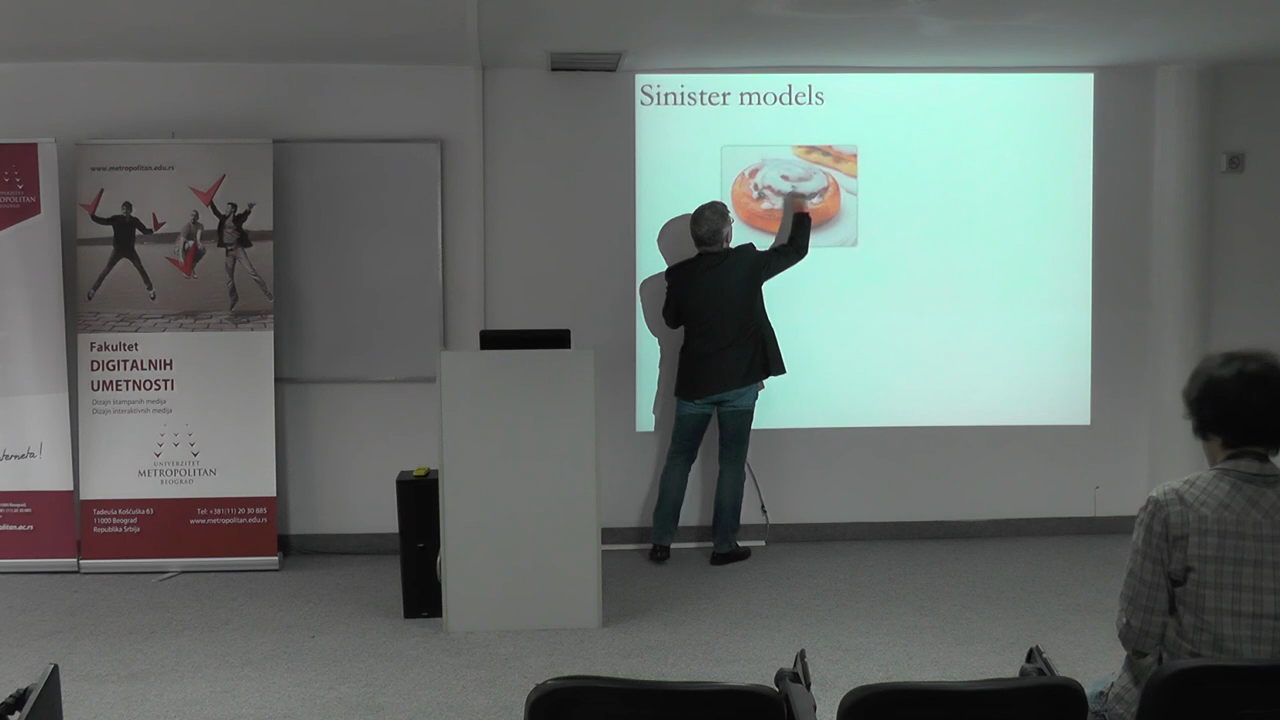 Sinister models
www.metropolitan.edu.rs
Fakultet
DIGITALNIH
UMETNOSTI
Dizajn štampanih medija
Dizajn interaktivnih medija
UNIVERZITET
METROPOLITAN
BEOGRAD
Tadeuša Košćuška 63
11000 Beograd
Republika Srbija
Tel: +381(11) 20 30 885
www.metropolitan.edu.rs